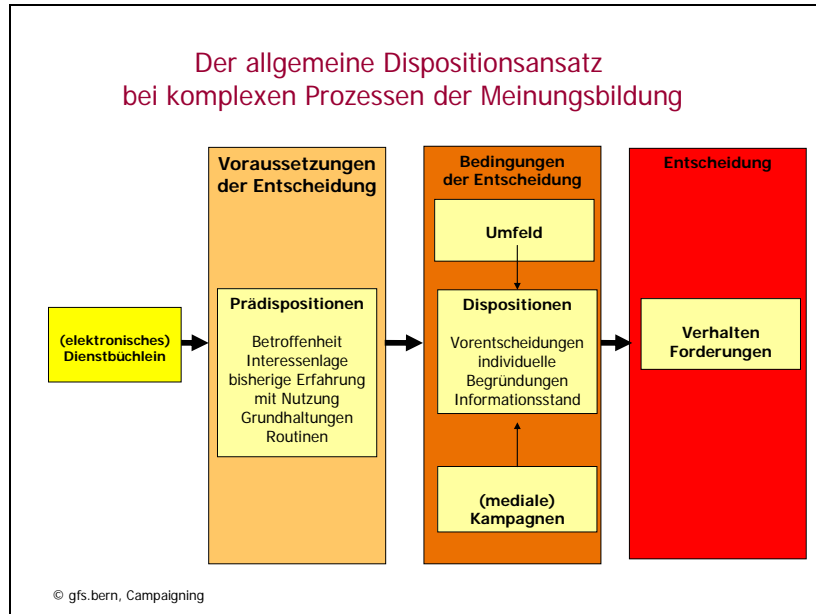 Der allgemeine Dispositionsansatz
bei komplexen Prozessen der Meinungsbildung
(elektronisches)
Dienstbüchlein
Voraussetzungen
der Entscheidung
Prädispositionen
Betroffenheit
Interessenlage
bisherige Erfahrung
mit Nutzung
Grundhaltungen
Routinen
Bedingungen
der Entscheidung
Umfeld
Dispositionen
Vorentscheidungen
individuelle
Begründungen
Informationsstand
(mediale)
Kampagnen
Entscheidung
Verhalten
Forderungen
© gfs.bern, Campaigning